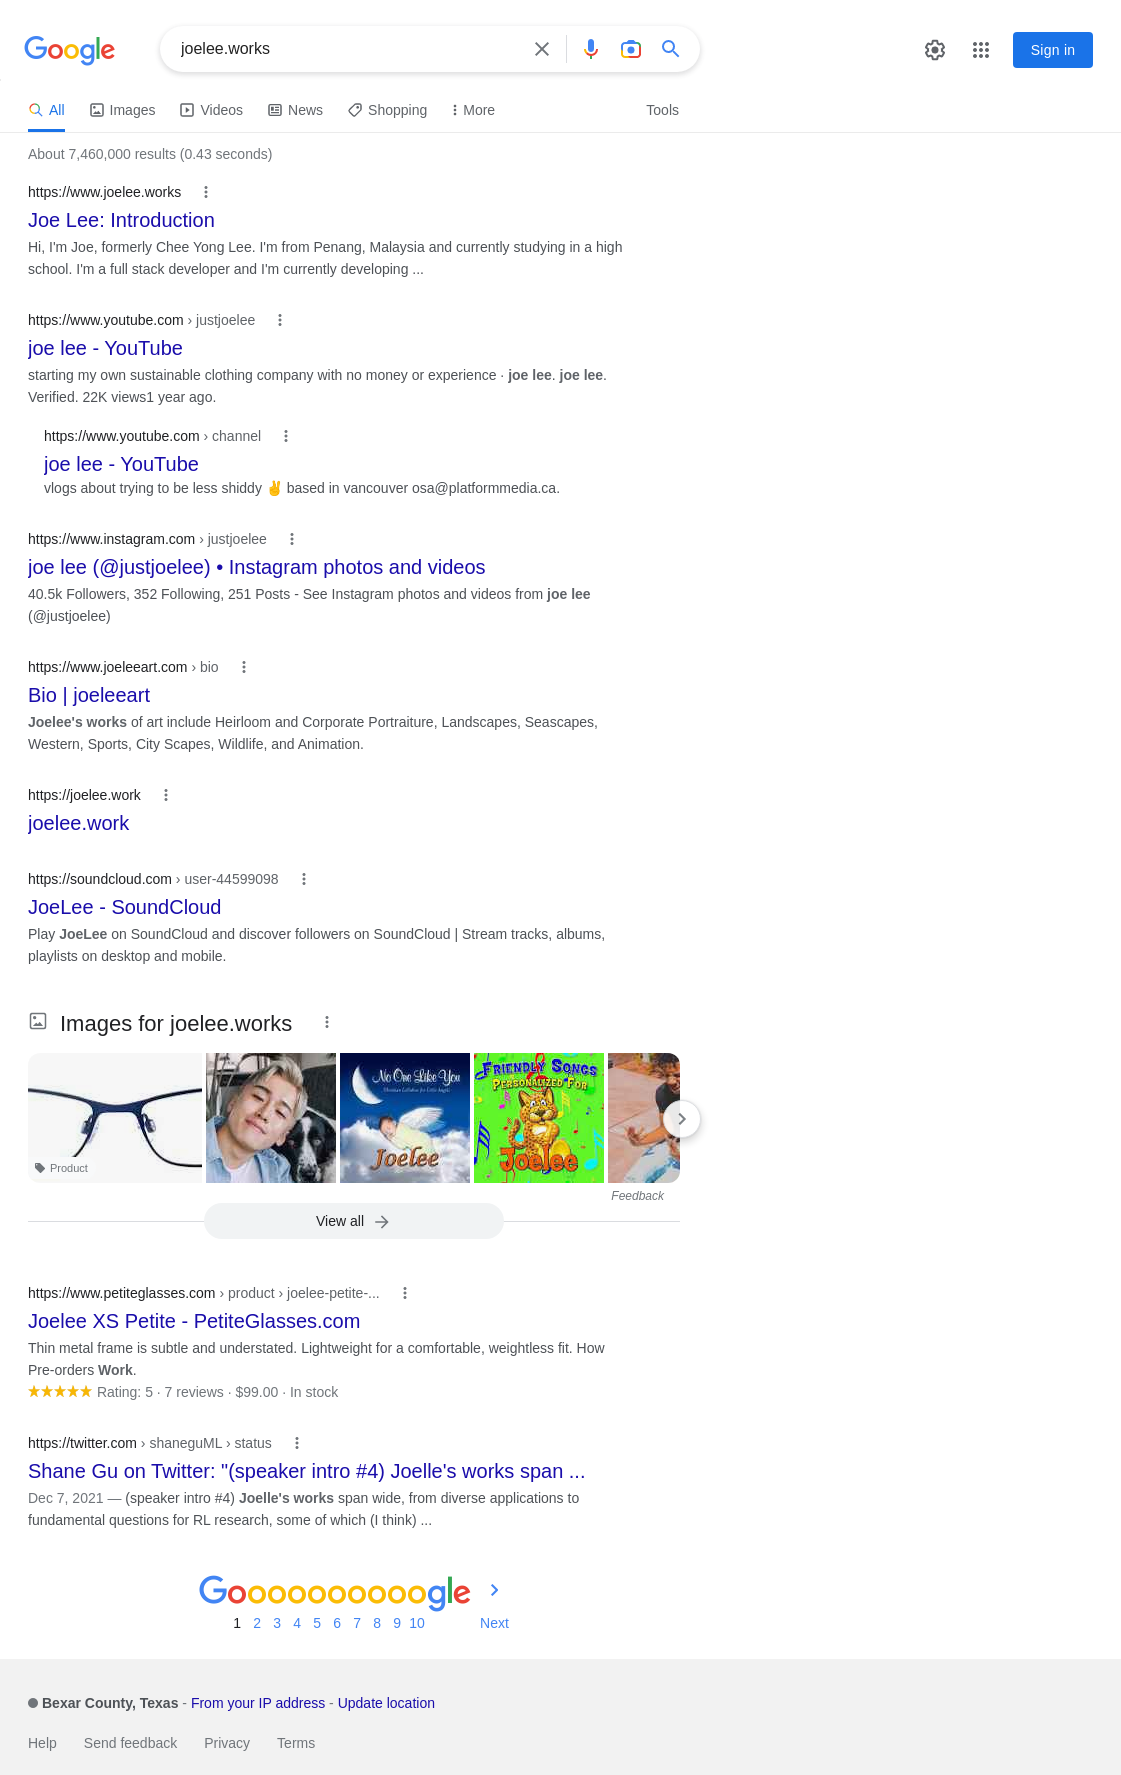 Google
joelee.works
Sign in
All Images Videos News Shopping More Tools
About 7,460,000 results (0.43 seconds)
https://www.joelee.works
Joe Lee: Introduction
Hi, I'm Joe, formerly Chee Yong Lee. I'm from Penang, Malaysia and currently studying in a high
school. I'm a full stack developer and I'm currently developing ...
https://www.youtube.com › justjoelee
joe lee - YouTube
starting my own sustainable clothing company with no money or experience · joe lee. joe lee.
Verified. 22K views1 year ago.
https://www.youtube.com › channel
joe lee - YouTube
vlogs about trying to be less shiddy ✌ based in vancouver osa@platformmedia.ca.
https://www.instagram.com › justjoelee
joe lee (@justjoelee) • Instagram photos and videos
40.5k Followers, 352 Following, 251 Posts - See Instagram photos and videos from joe lee
(@justjoelee)
https://www.joeleeart.com › bio
Bio | joeleeart
Joelee's works of art include Heirloom and Corporate Portraiture, Landscapes, Seascapes,
Western, Sports, City Scapes, Wildlife, and Animation.
https://joelee.work
joelee.work
https://soundcloud.com › user-44599098
JoeLee - SoundCloud
Play JoeLee on SoundCloud and discover followers on SoundCloud | Stream tracks, albums,
playlists on desktop and mobile.
Images for joelee.works
Product
No One Like You
Christian Lullabies for Little Angels
Joelee
FRIENDLY SONGS
PERSONALIZED FOR
JOELEE
Feedback
View all
https://www.petiteglasses.com › product › joelee-petite-...
Joelee XS Petite - PetiteGlasses.com
Thin metal frame is subtle and understated. Lightweight for a comfortable, weightless fit. How
Pre-orders Work.
★★★★★ Rating: 5 · 7 reviews · $99.00 · In stock
https://twitter.com › shaneguML › status
Shane Gu on Twitter: "(speaker intro #4) Joelle's works span ...
Dec 7, 2021 — (speaker intro #4) Joelle's works span wide, from diverse applications to
fundamental questions for RL research, some of which (I think) ...
Goooooooooogle
1 2 3 4 5 6 7 8 9 10 Next
Bexar County, Texas - From your IP address - Update location
Help Send feedback Privacy Terms